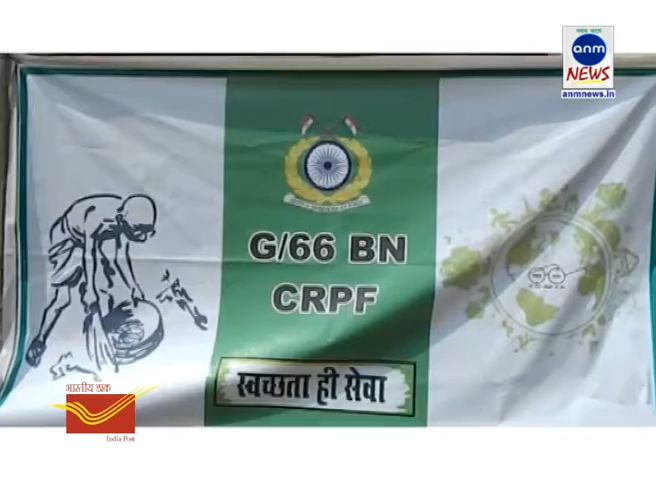 anm
NEWS
anmnews.in
G/66 BN
CRPF
स्वच्छता ही सेवा
भारतीय डाक
India Post